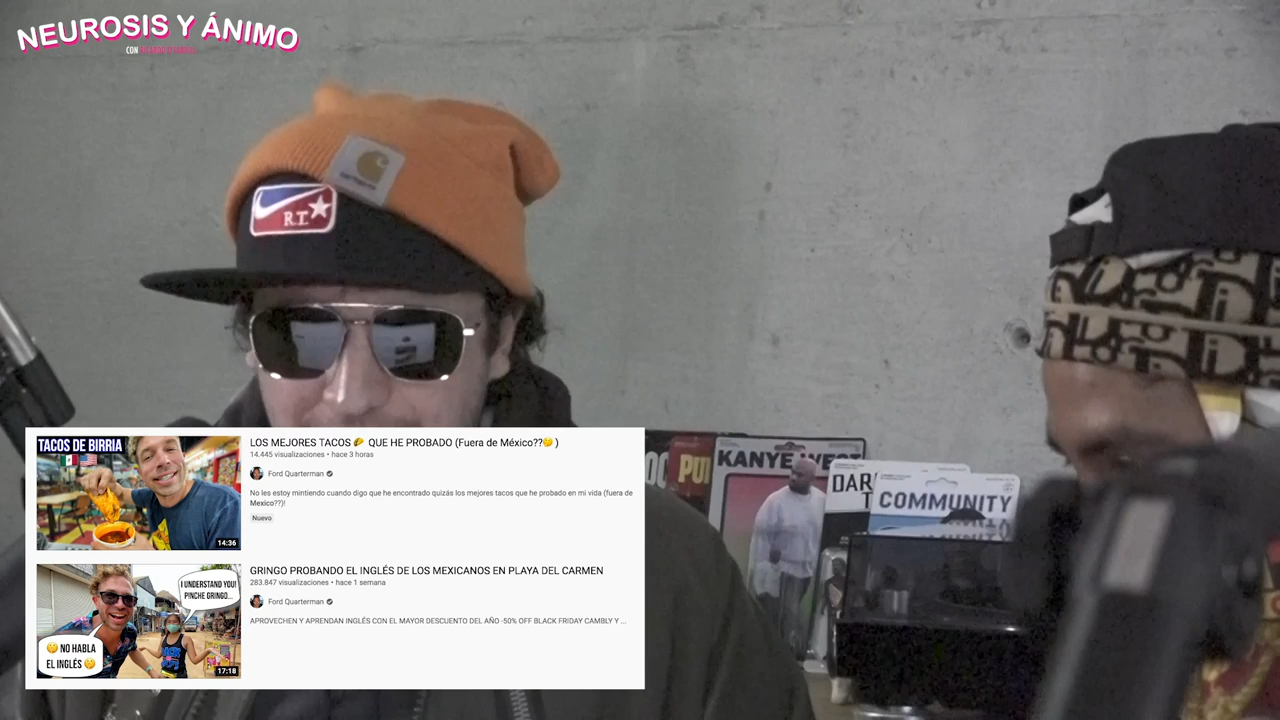 NEUROSIS Y ÁNIMO
CON
R.T.
TACOS DE BIRRIA
14:36
LOS MEJORES TACOS🌮 QUE HE PROBADO (Fuera de México??🤭)
14.445 visualizaciones • hace 3 horas
Ford Quarterman
No les estoy mintiendo cuando digo que he encontrado quizás los mejores tacos que he probado en mi vida (fuera de
Mexico??)!
Nuevo
I UNDERSTAND YOU!
PINCHE GRINGO...
🤭 NO HABLA
EL INGLÉS 🤭
17:18
GRINGO PROBANDO EL INGLÉS DE LOS MEXICANOS EN PLAYA DEL CARMEN
283.847 visualizaciones • hace 1 semana
Ford Quarterman
APROVECHEN Y APRENDAN INGLÉS CON EL MAYOR DESCUENTO DEL AÑO -50% OFF BLACK FRIDAY CAMBLY Y ...
KANYE WEST
COMMUNITY